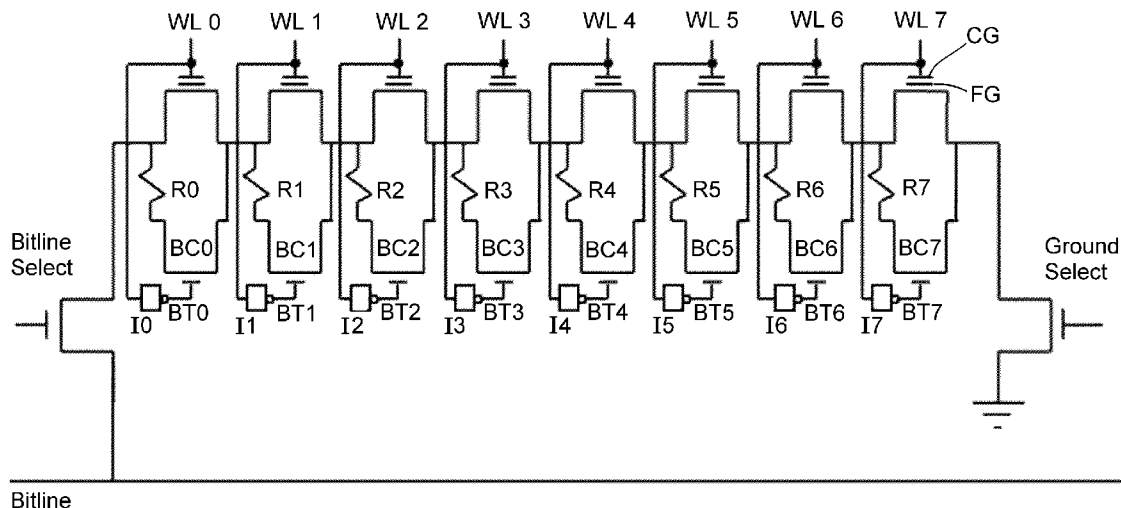 WL 0 WL 1 WL 2 WL 3 WL 4 WL 5 WL 6 WL 7
CG
FG
R0 R1 R2 R3 R4 R5 R6 R7
Bitline
Select
BC0 BC1 BC2 BC3 BC4 BC5 BC6 BC7
Ground
Select
BT0 BT1 BT2 BT3 BT4 BT5 BT6 BT7
I0 I1 I2 I3 I4 I5 I6 I7
Bitline